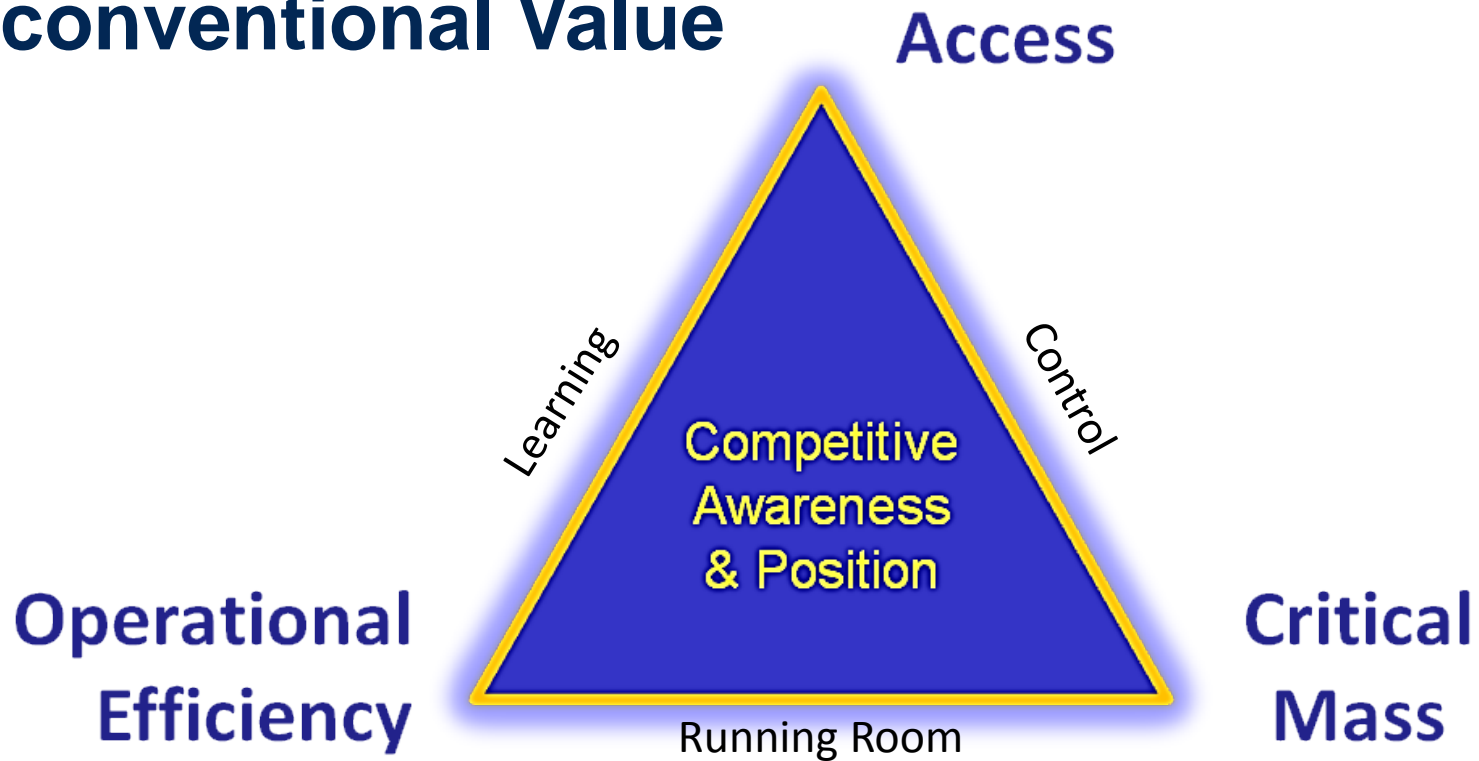 conventional Value
Access
Learning
Control
Competitive
Awareness
& Position
Operational
Efficiency
Critical
Mass
Running Room